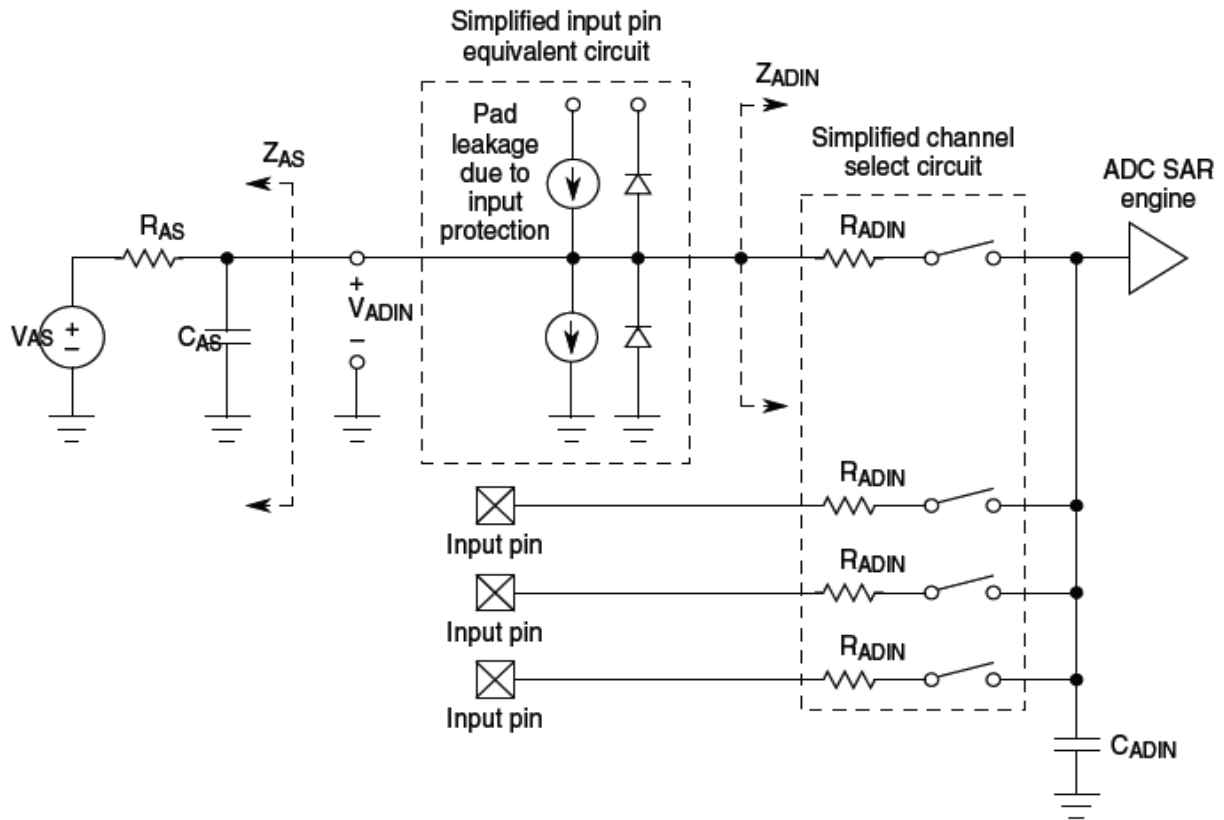 Simplified input pin
equivalent circuit
Pad
leakage
due to
input
protection
ZADIN
Simplified channel
select circuit
ADC SAR
engine
ZAS
RAS
RADIN
VAS
+
–
CAS
+
VADIN
–
RADIN
Input pin
RADIN
Input pin
RADIN
Input pin
CADIN